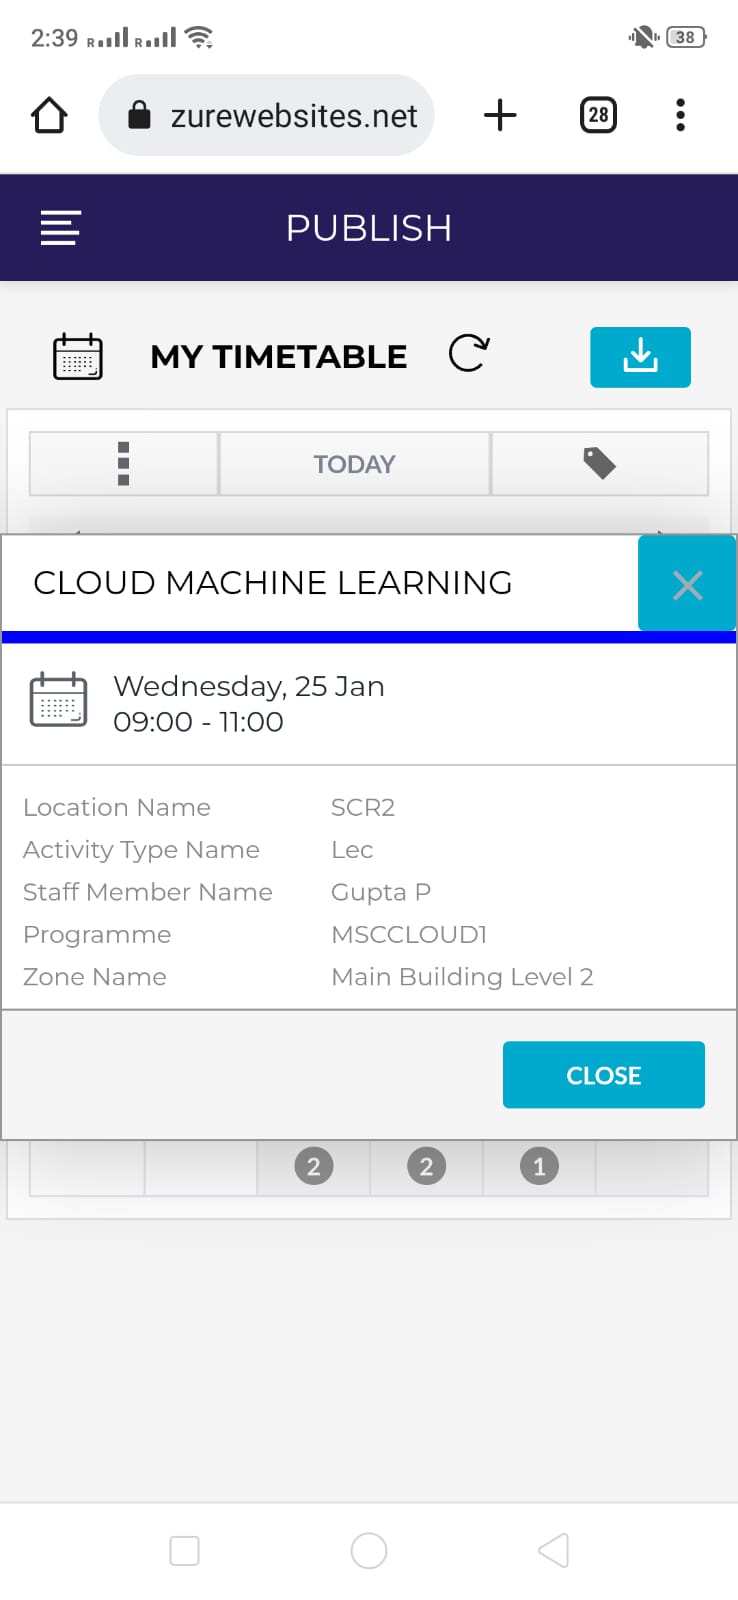 2:39 R R 38
zurewebsites.net 28
PUBLISH
MY TIMETABLE
TODAY
CLOUD MACHINE LEARNING
Wednesday, 25 Jan
09:00 - 11:00
Location Name SCR2
Activity Type Name Lec
Staff Member Name Gupta P
Programme MSCCLOUD1
Zone Name Main Building Level 2
CLOSE
2 2 1